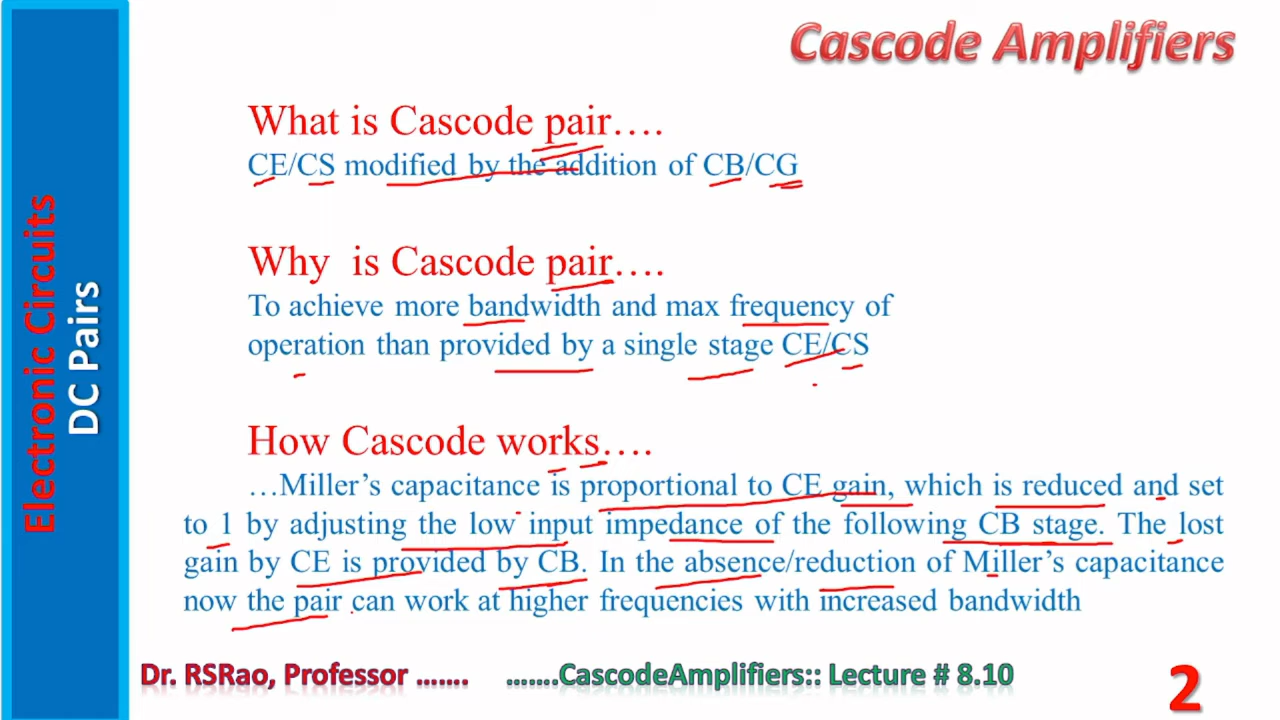 Cascode Amplifiers
Electronic Circuits
DC Pairs
What is Cascode pair….
CE/CS modified by the addition of CB/CG
Why is Cascode pair….
To achieve more bandwidth and max frequency of
operation than provided by a single stage CE/CS
How Cascode works….
…Miller’s capacitance is proportional to CE gain, which is reduced and set
to 1 by adjusting the low input impedance of the following CB stage. The lost
gain by CE is provided by CB. In the absence/reduction of Miller’s capacitance
now the pair can work at higher frequencies with increased bandwidth
Dr. RSRao, Professor ……. …….CascodeAmplifiers:: Lecture # 8.10
2